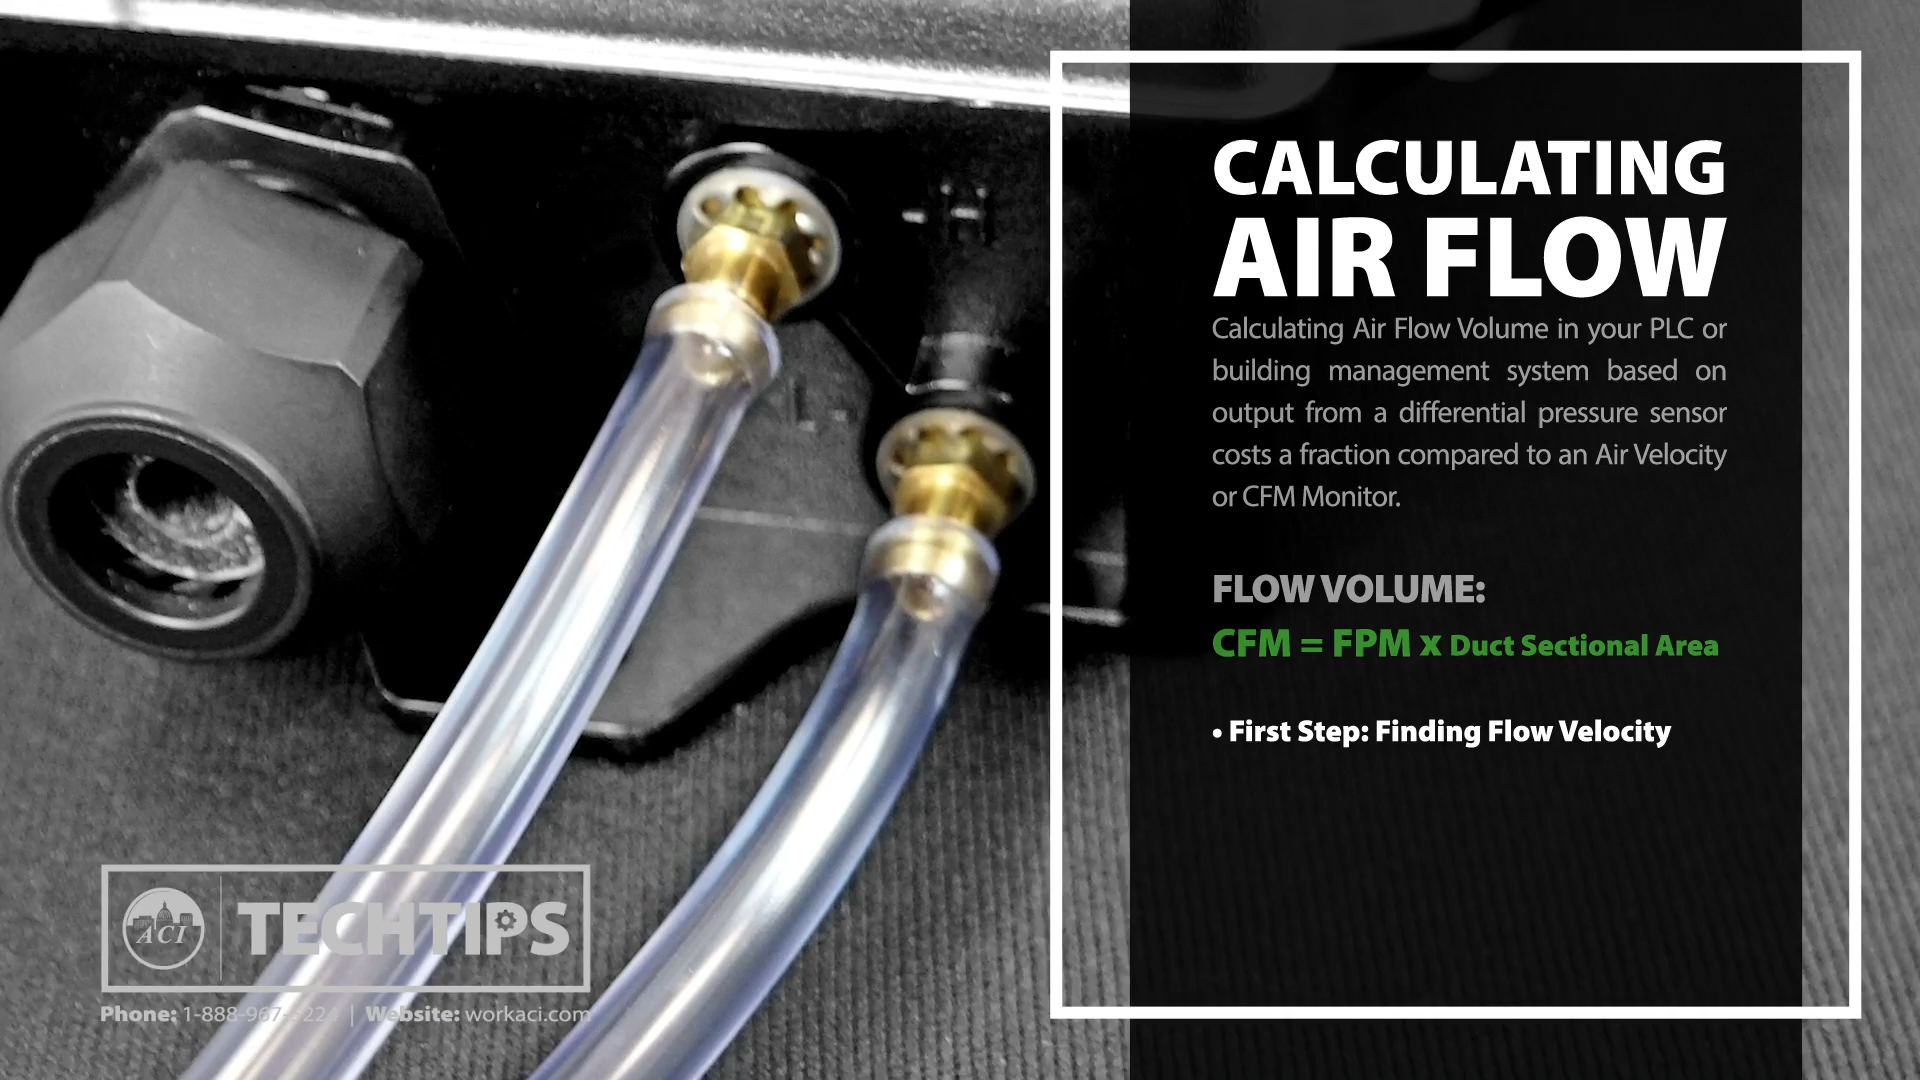 CALCULATING
AIR FLOW
Calculating Air Flow Volume in your PLC or
building management system based on
output from a differential pressure sensor
costs a fraction compared to an Air Velocity
or CFM Monitor.
FLOW VOLUME:
CFM = FPM x Duct Sectional Area
• First Step: Finding Flow Velocity
H
L
ACI
TECHTIPS
Phone: | Website: workaci.com